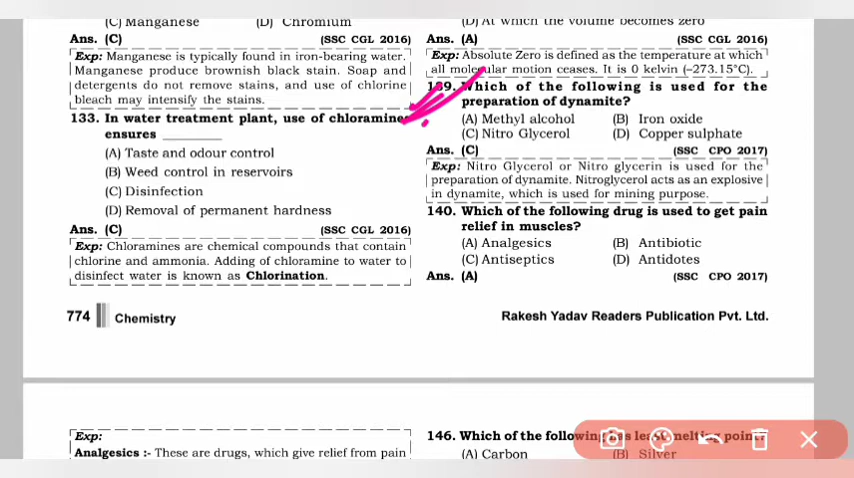 (C) Manganese (D) Chromium
Ans. (C) (SSC CGL 2016)
Exp: Manganese is typically found in iron-bearing water.
Manganese produce brownish black stain. Soap and
detergents do not remove stains, and use of chlorine
bleach may intensify the stains.
133. In water treatment plant, use of chloramines
ensures ________
(A) Taste and odour control
(B) Weed control in reservoirs
(C) Disinfection
(D) Removal of permanent hardness
Ans. (C) (SSC CGL 2016)
Exp: Chloramines are chemical compounds that contain
chlorine and ammonia. Adding of chloramine to water to
disinfect water is known as Chlorination.
(D) At which the volume becomes zero
Ans. (A) (SSC CGL 2016)
Exp: Absolute Zero is defined as the temperature at which
all molecular motion ceases. It is 0 kelvin (–273.15°C).
139. Which of the following is used for the
preparation of dynamite?
(A) Methyl alcohol (B) Iron oxide
(C) Nitro Glycerol (D) Copper sulphate
Ans. (C) (SSC CPO 2017)
Exp: Nitro Glycerol or Nitro glycerin is used for the
preparation of dynamite. Nitroglycerol acts as an explosive
in dynamite, which is used for mining purpose.
140. Which of the following drug is used to get pain
relief in muscles?
(A) Analgesics (B) Antibiotic
(C) Antiseptics (D) Antidotes
Ans. (A) (SSC CPO 2017)
774 Chemistry
Rakesh Yadav Readers Publication Pvt. Ltd.
Exp:
Analgesics :- These are drugs, which give relief from pain
146. Which of the following has least melting point?
(A) Carbon (B) Silver